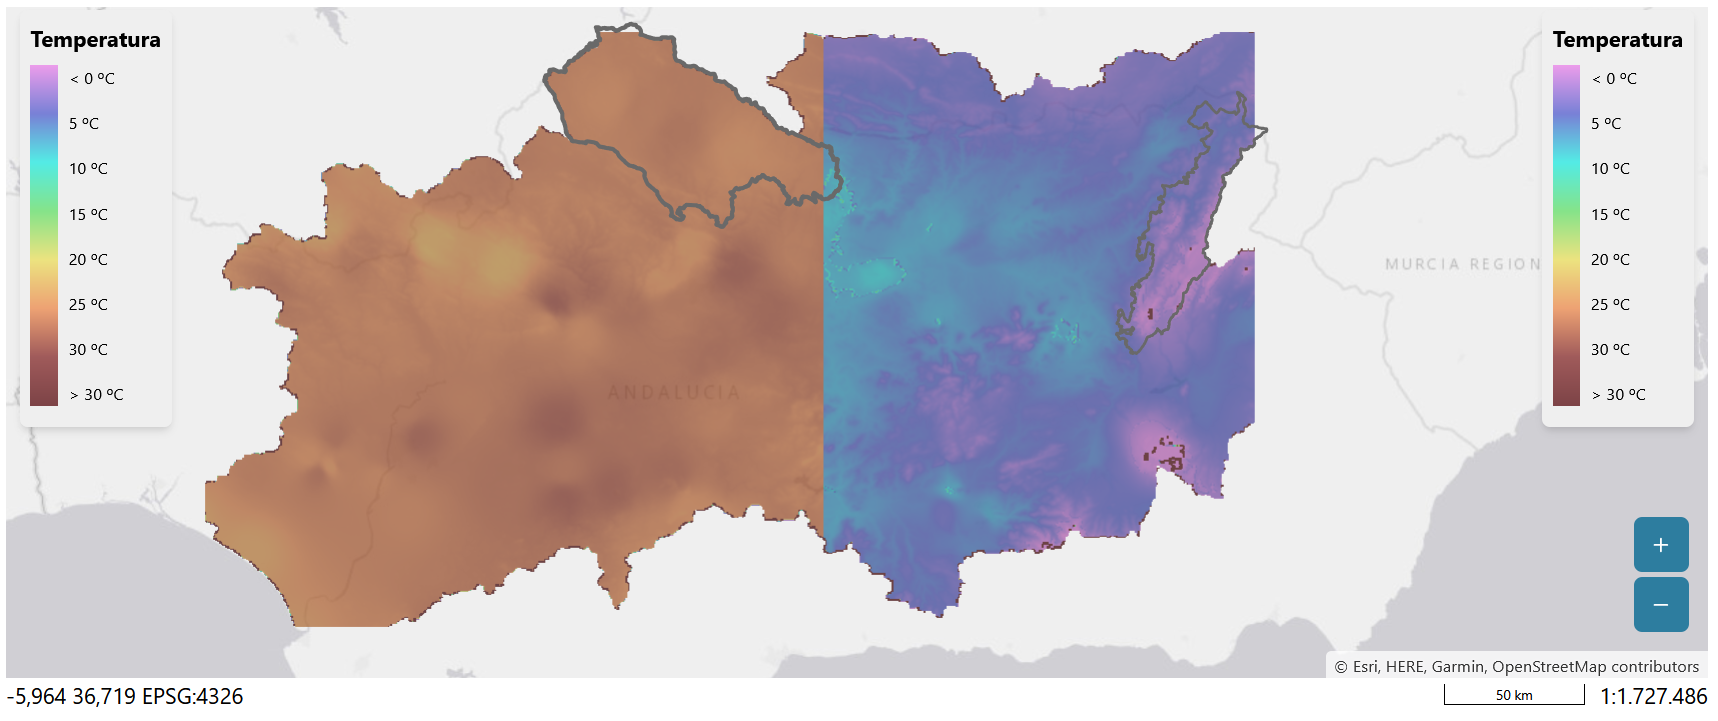 Temperatura
< 0 ºC
5 ºC
10 ºC
15 ºC
20 ºC
25 ºC
30 ºC
> 30 ºC
ANDALUCIA
MURCIA REGION
Temperatura
< 0 ºC
5 ºC
10 ºC
15 ºC
20 ºC
25 ºC
30 ºC
> 30 ºC
+
−
© Esri, HERE, Garmin, OpenStreetMap contributors
-5,964 36,719 EPSG:4326
50 km
1:1.727.486